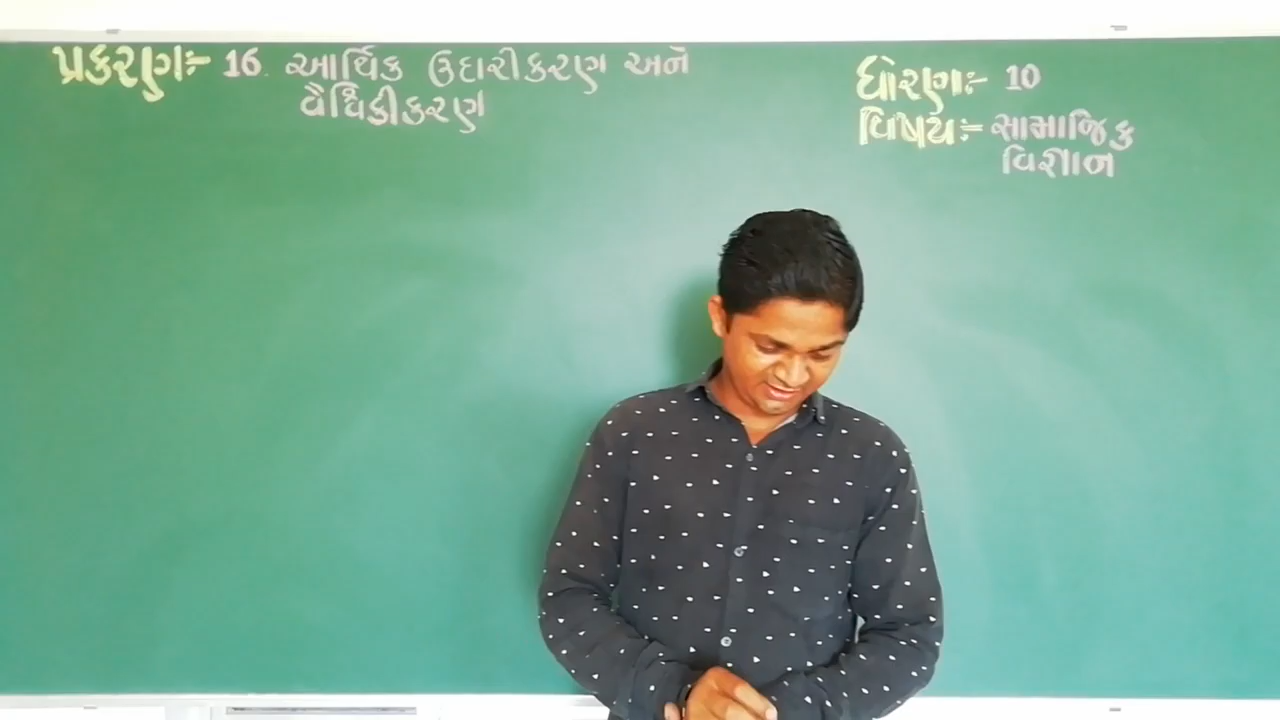 પ્રકરણ:- 16. આર્થિક ઉદારીકરણ અને
વૈશ્વિકીકરણ
ધોરણ:- 10
વિષય:- સામાજિક
વિજ્ઞાન